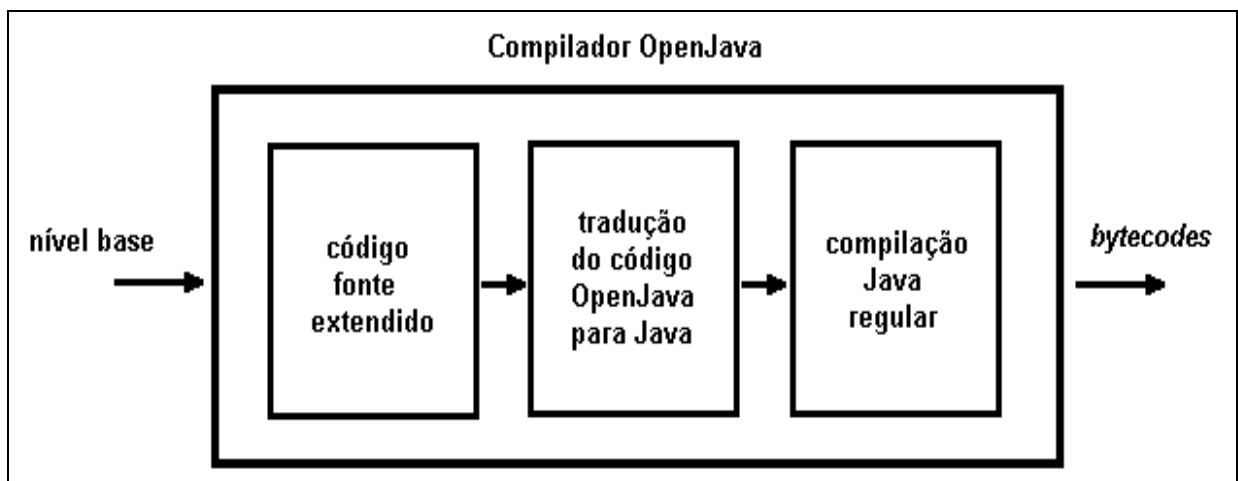 Compilador OpenJava
nível base
código
fonte
extendido
tradução
do código
OpenJava
para Java
compilação
Java
regular
bytecodes